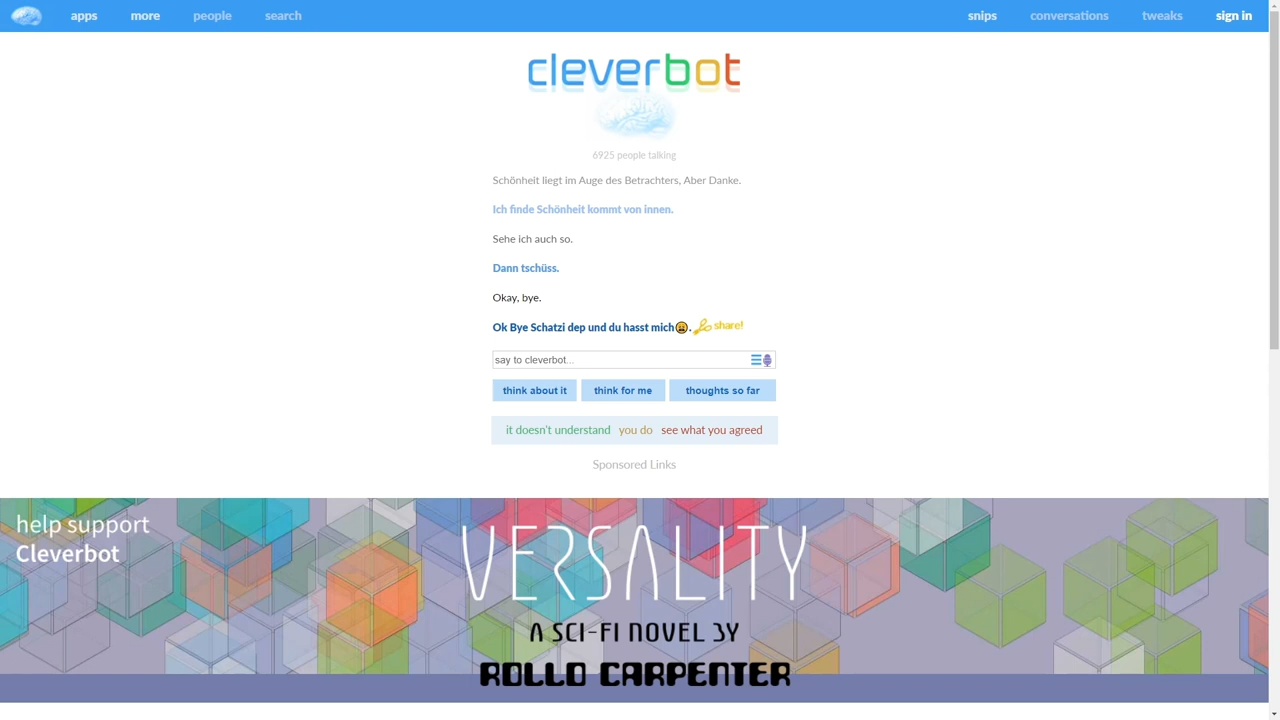 apps more people search snips conversations tweaks sign in
cleverbot
6925 people talking
Schönheit liegt im Auge des Betrachters, Aber Danke.
Ich finde Schönheit kommt von innen.
Sehe ich auch so.
Dann tschüss.
Okay, bye.
Ok Bye Schatzi dep und du hasst mich😩. share!
say to cleverbot...
think about it think for me thoughts so far
it doesn't understand you do see what you agreed
Sponsored Links
help support
Cleverbot
VERSALITY
A SCI-FI NOVEL BY
ROLLO CARPENTER